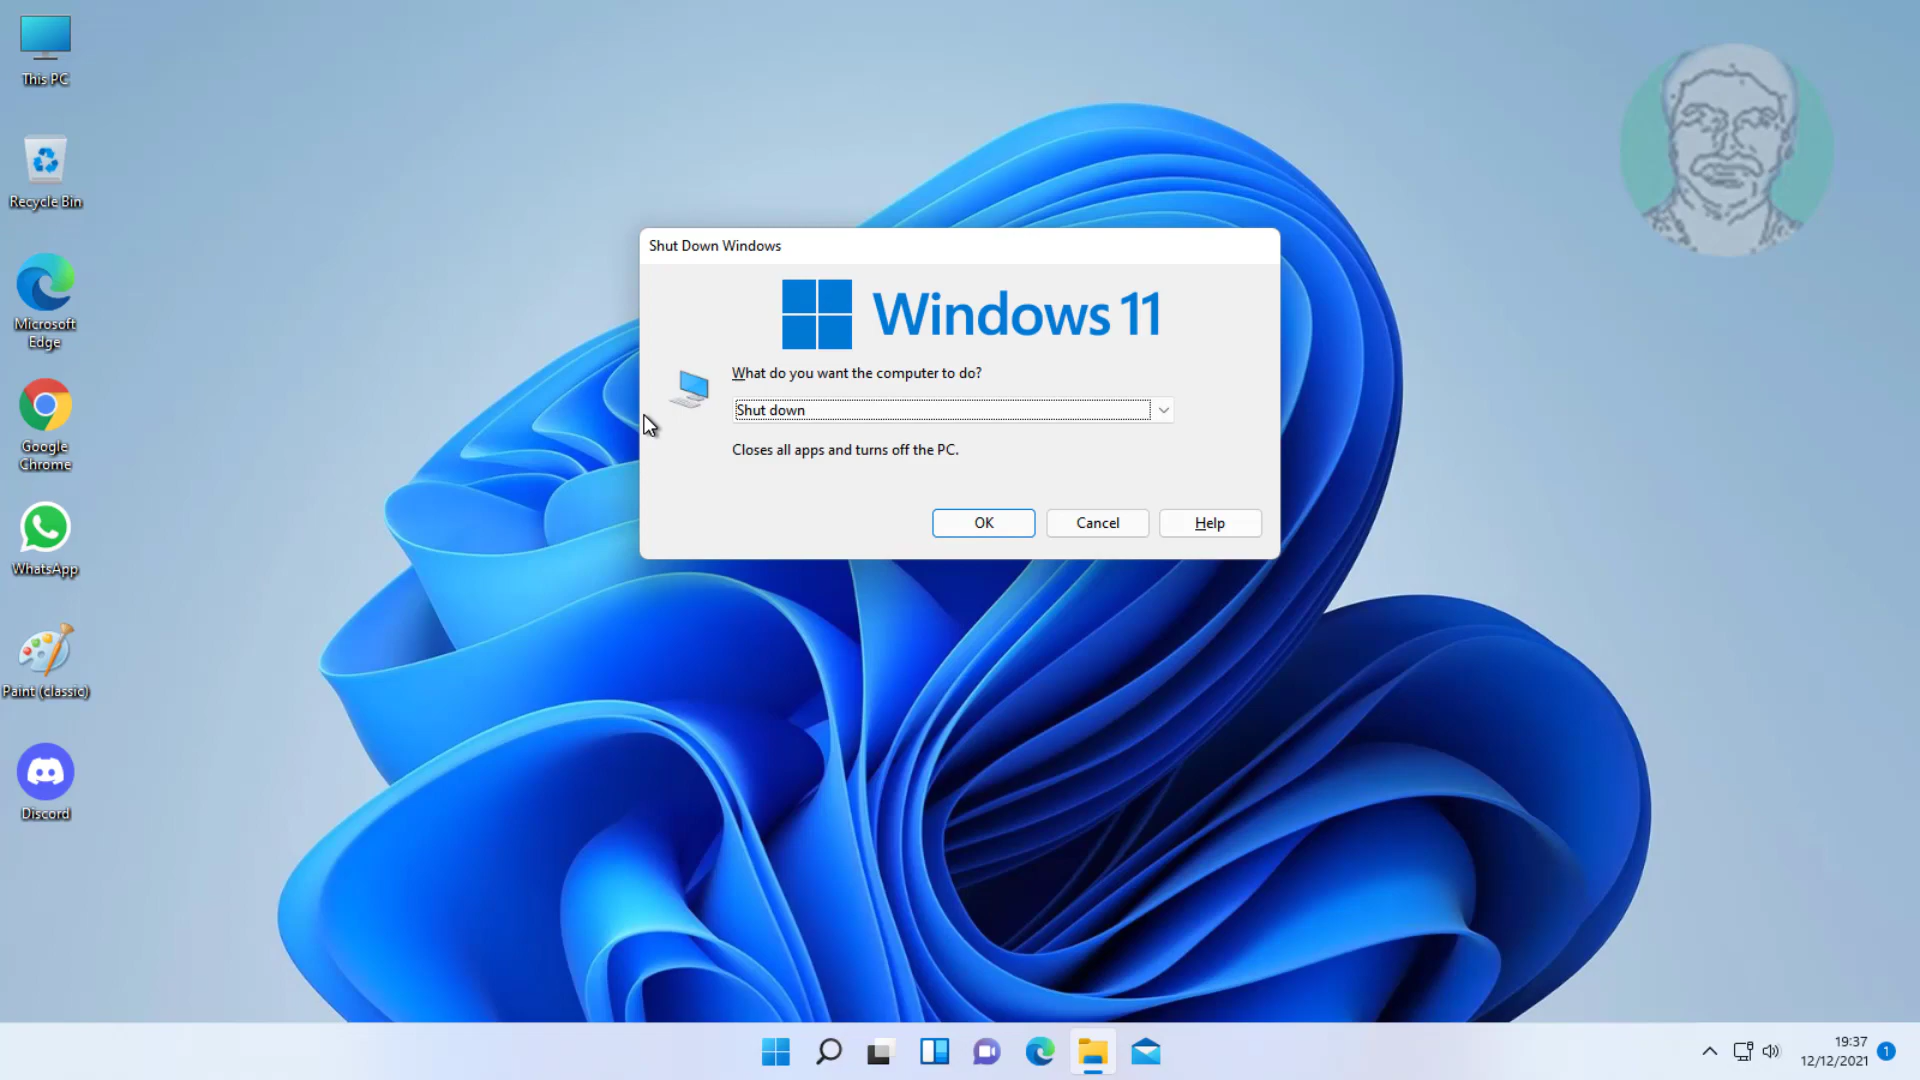 This PC
Recycle Bin
Microsoft
Edge
Google
Chrome
WhatsApp
Paint (classic)
Discord
Shut Down Windows
Windows 11
What do you want the computer to do?
Shut down
Closes all apps and turns off the PC.
OK
Cancel
Help
19:37
12/12/2021
1